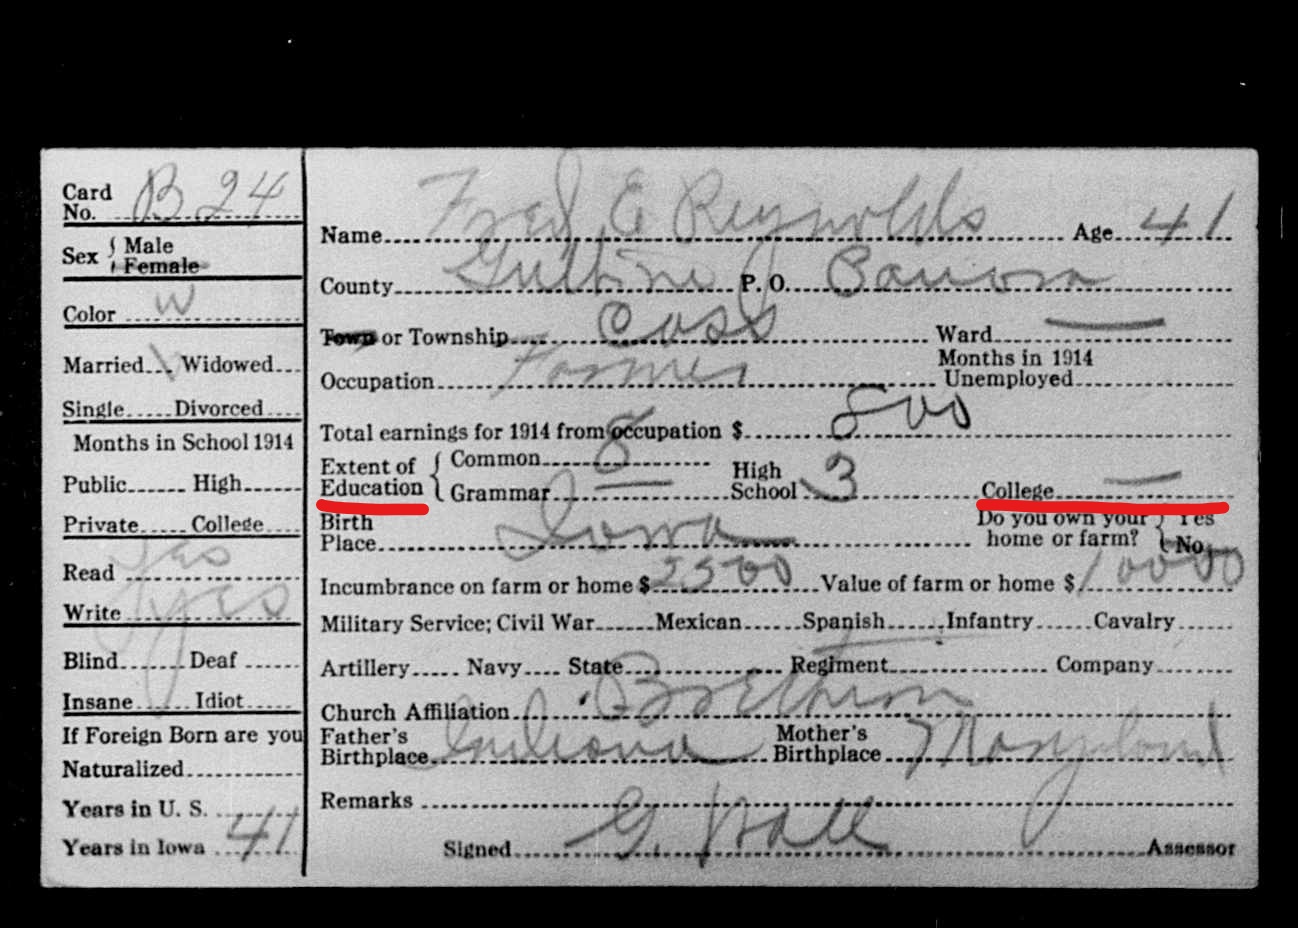 Card No. B 24
Sex { Male
Female
Color W
Married Widowed
Single Divorced
Months in School 1914
Public High
Private College
Read Yes
Write yes
Blind Deaf
Insane Idiot
If Foreign Born are you
Naturalized
Years in U. S.
Years in Iowa 41
Name Fred E Reynolds Age 41
County Guthrie P. O.
Town or Township Cass Ward —
Occupation Farmer Months in 1914 Unemployed
Total earnings for 1914 from occupation $ 800
Extent of Education { Common 8
Grammar — High School 3 College —
Birth Place Iowa Do you own your home or farm? { Yes No
Incumbrance on farm or home $ 2500 Value of farm or home $ 10000
Military Service; Civil War Mexican Spanish Infantry Cavalry
Artillery Navy State Regiment Company
Church Affiliation
Father's Birthplace Indiana Mother's Birthplace Maryland
Remarks
Signed G. Hall Assessor